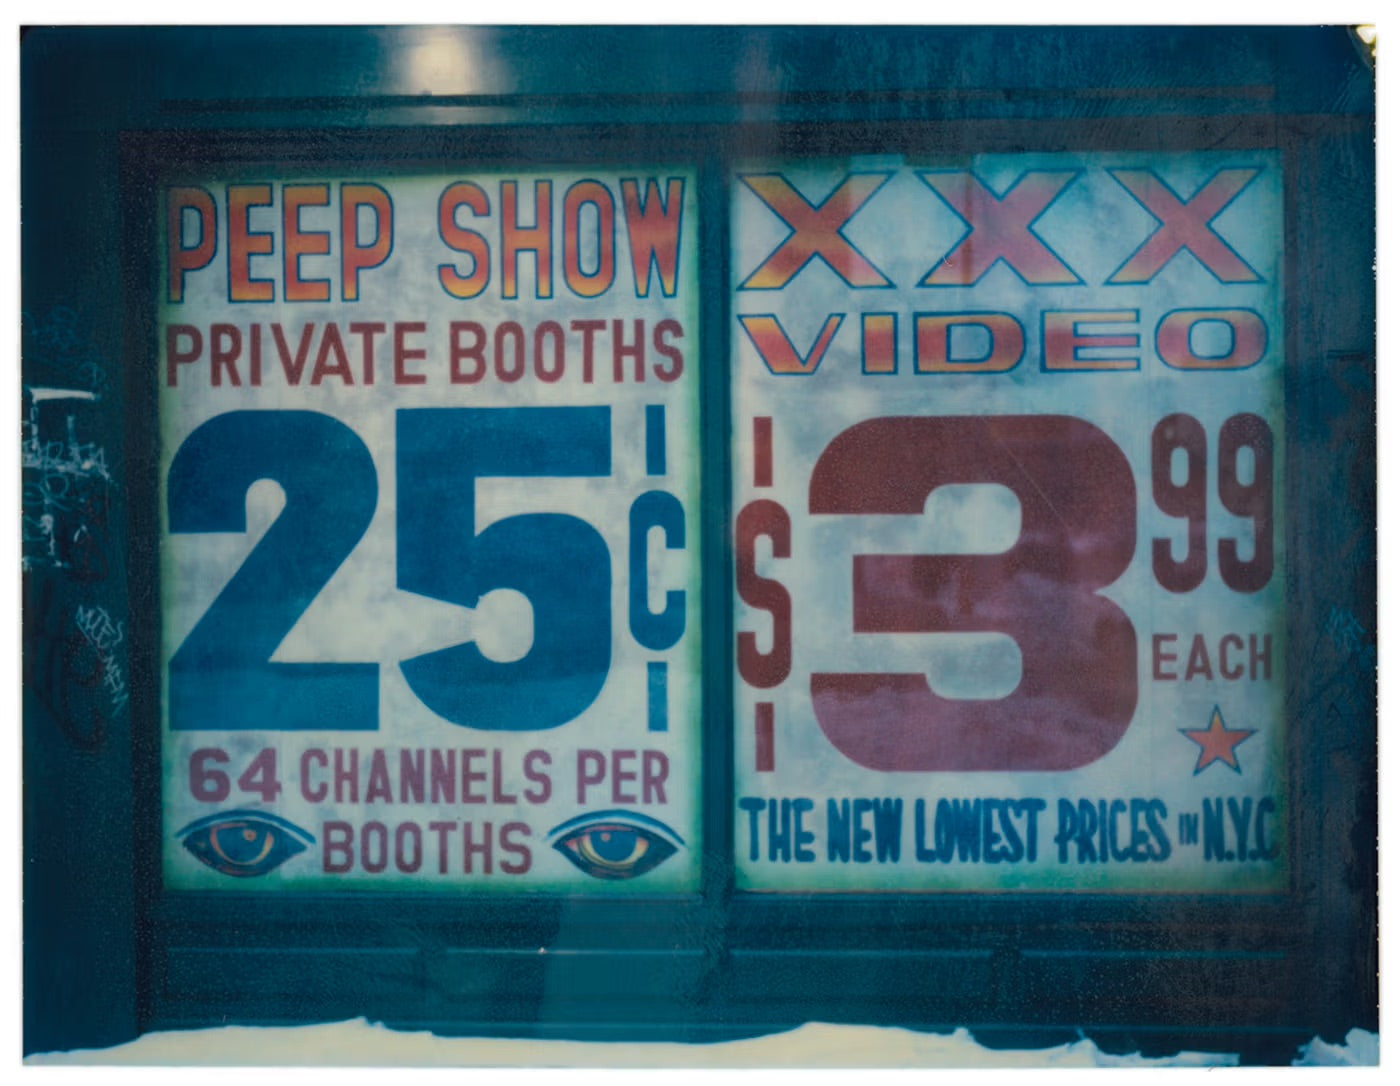 PEEP SHOW
PRIVATE BOOTHS
25¢
64 CHANNELS PER
BOOTHS
XXX
VIDEO
$3 99
EACH
THE NEW LOWEST PRICES IN N.Y.C